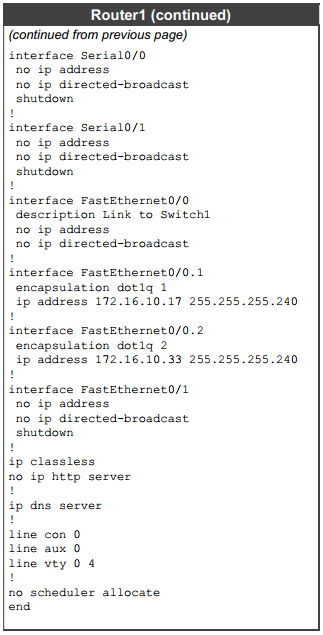 Router1 (continued)
(continued from previous page)
interface Serial0/0
 no ip address
 no ip directed-broadcast
 shutdown
!
interface Serial0/1
 no ip address
 no ip directed-broadcast
 shutdown
!
interface FastEthernet0/0
 description Link to Switch1
 no ip address
 no ip directed-broadcast
!
interface FastEthernet0/0.1
 encapsulation dot1q 1
 ip address 172.16.10.17 255.255.255.240
!
interface FastEthernet0/0.2
 encapsulation dot1q 2
 ip address 172.16.10.33 255.255.255.240
!
interface FastEthernet0/1
 no ip address
 no ip directed-broadcast
 shutdown
!
ip classless
no ip http server
!
ip dns server
!
line con 0
line aux 0
line vty 0 4
!
no scheduler allocate
end